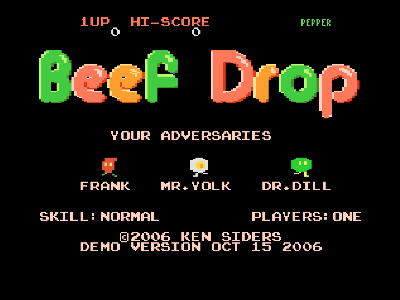 1UP HI-SCORE PEPPER
0 0
Beef Drop
YOUR ADVERSARIES
FRANK MR.YOLK DR.DILL
SKILL:NORMAL PLAYERS:ONE
©2006 KEN SIDERS
DEMO VERSION OCT 15 2006